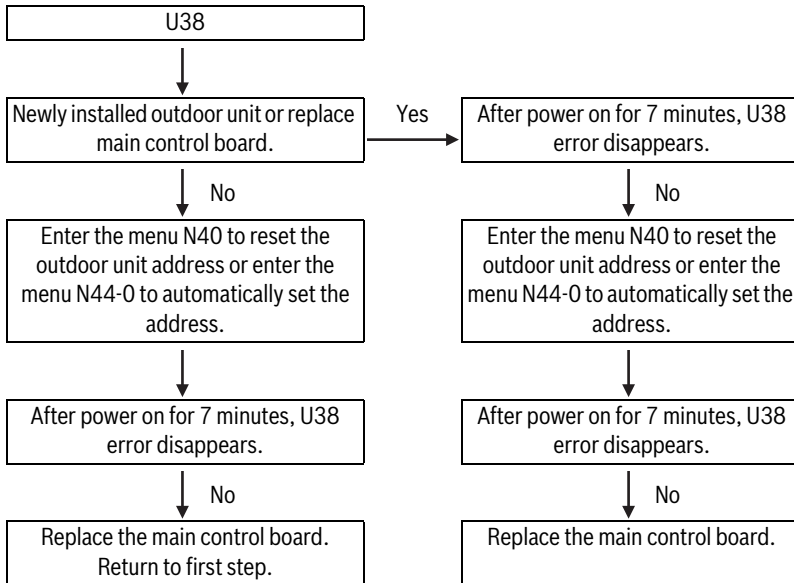 U38
Newly installed outdoor unit or replace
main control board.
Yes
After power on for 7 minutes, U38
error disappears.
No
No
Enter the menu N40 to reset the
outdoor unit address or enter the
menu N44-0 to automatically set the
address.
Enter the menu N40 to reset the
outdoor unit address or enter the
menu N44-0 to automatically set the
address.
After power on for 7 minutes, U38
error disappears.
After power on for 7 minutes, U38
error disappears.
No
No
Replace the main control board.
Return to first step.
Replace the main control board.